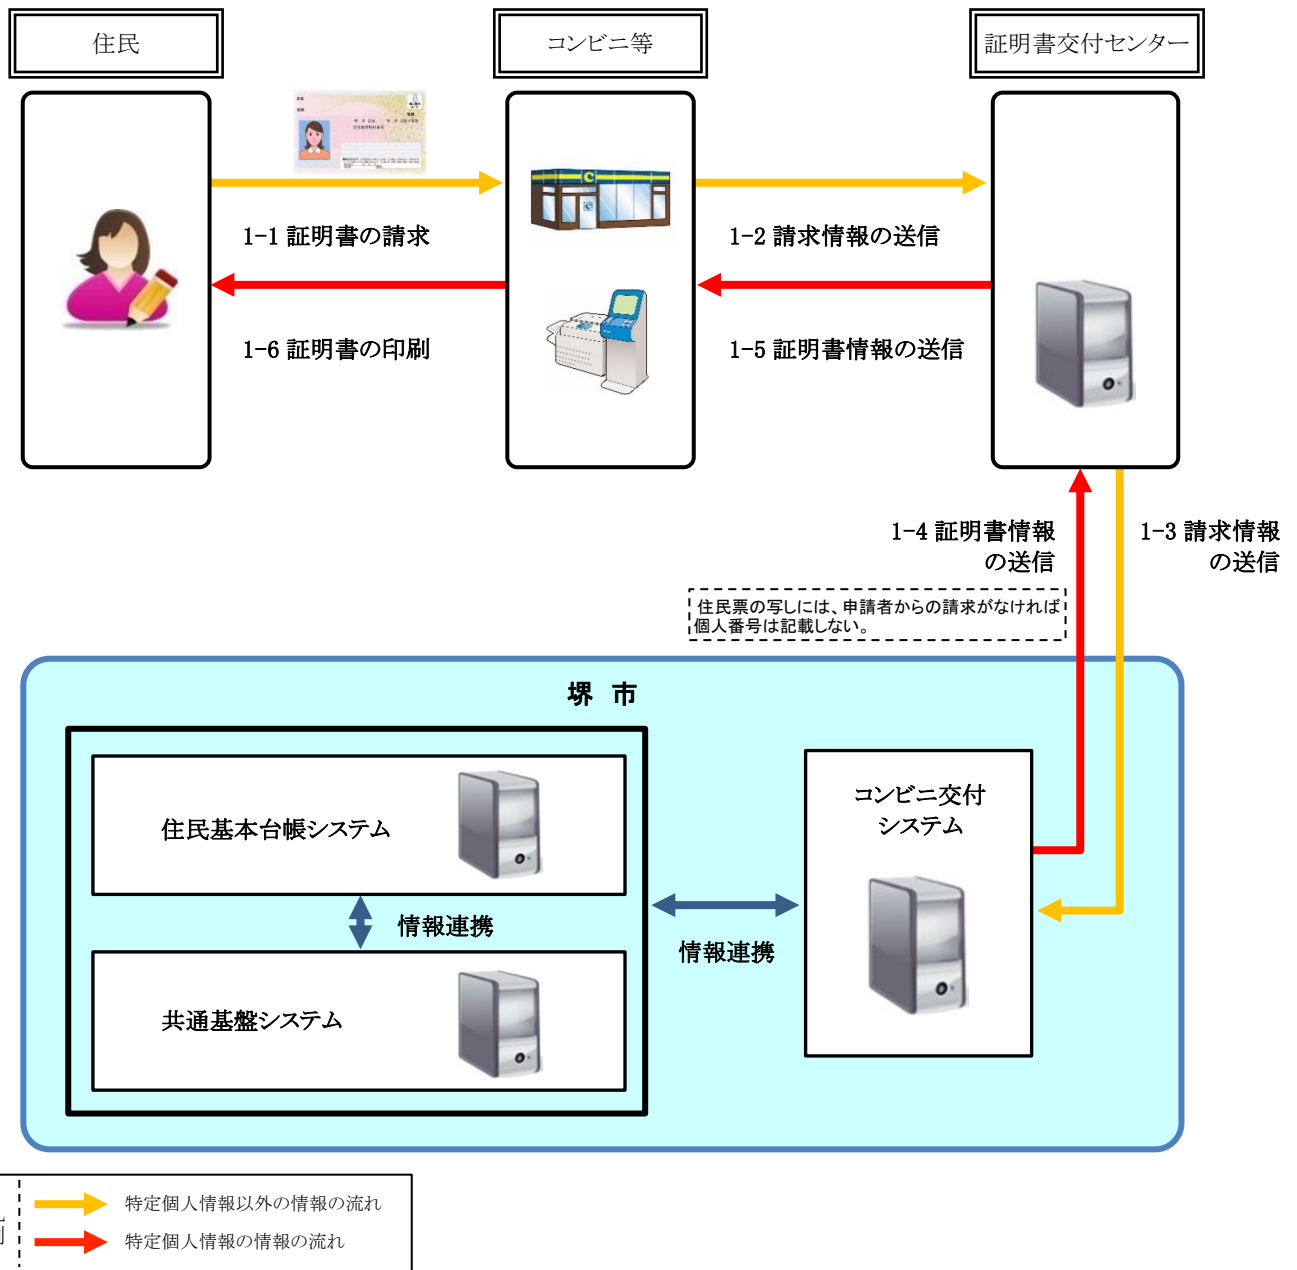 住民
コンビニ等
証明書交付センター
1-1 証明書の請求
1-2 請求情報の送信
1-6 証明書の印刷
1-5 証明書情報の送信
1-4 証明書情報
の送信
1-3 請求情報
の送信
住民票の写しには、申請者からの請求がなければ
個人番号は記載しない。
堺 市
住民基本台帳システム
情報連携
共通基盤システム
情報連携
コンビニ交付
システム
特定個人情報以外の情報の流れ
特定個人情報の情報の流れ